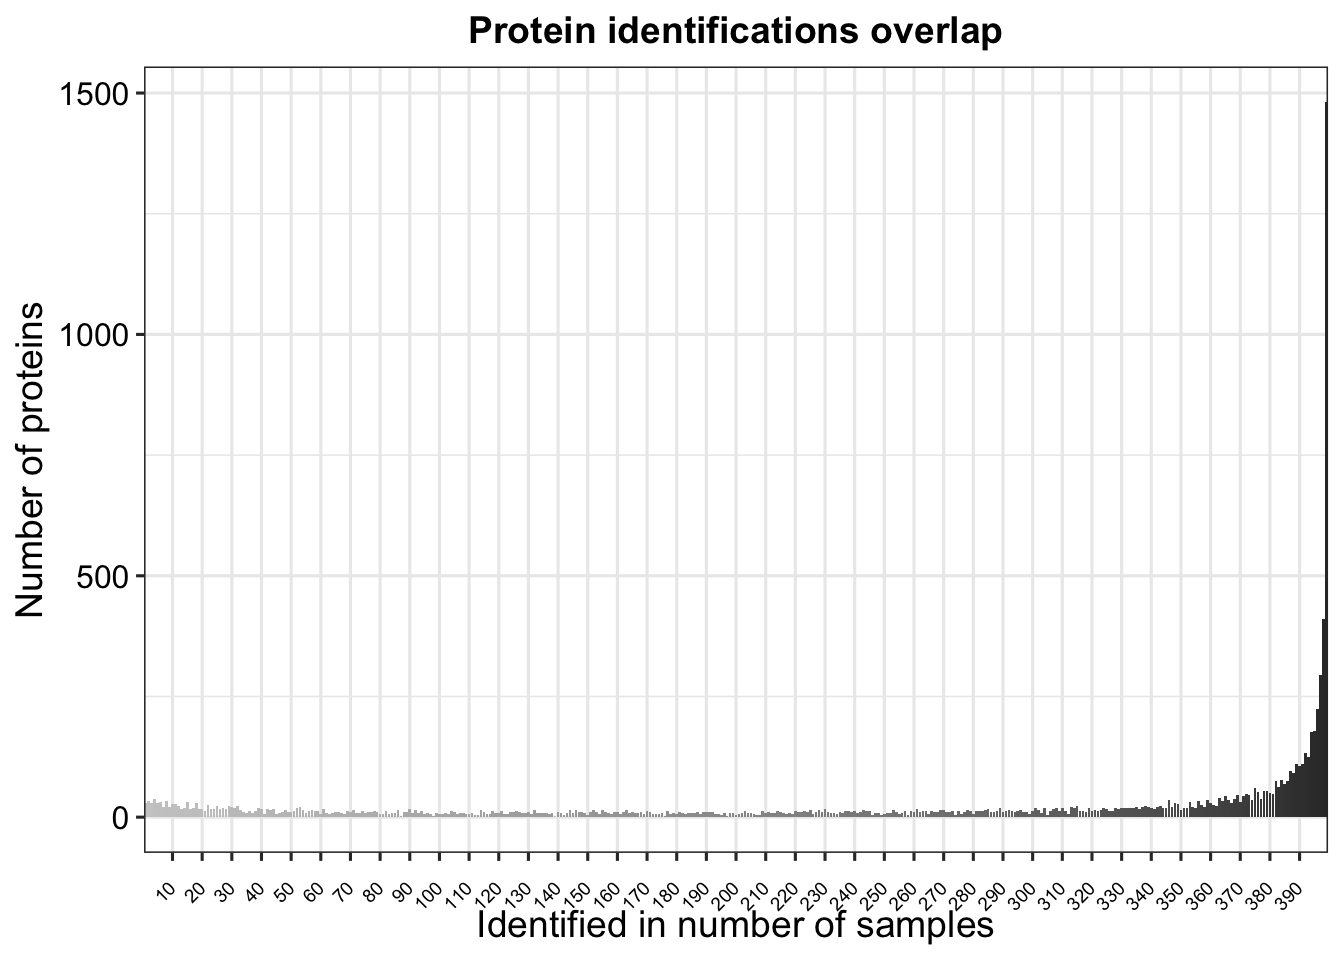 Protein identifications overlap
Number of proteins
1500
1000
500
0
10 20 30 40 50 60 70 80 90 100 110 120 130 140 150 160 170 180 190 200 210 220 230 240 250 260 270 280 290 300 310 320 330 340 350 360 370 380 390
Identified in number of samples